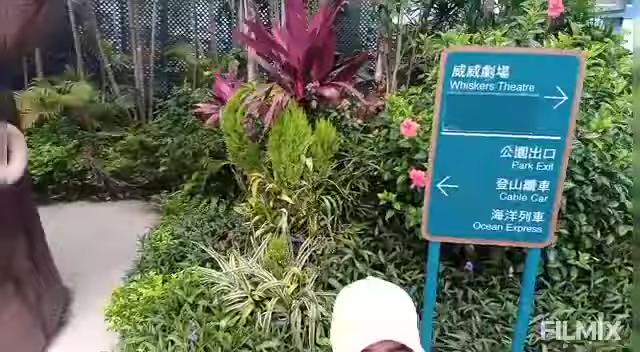 威威劇場
Whiskers Theatre
公園出口
Park Exit
登山纜車
Cable Car
海洋列車
Ocean Express
FILMIX